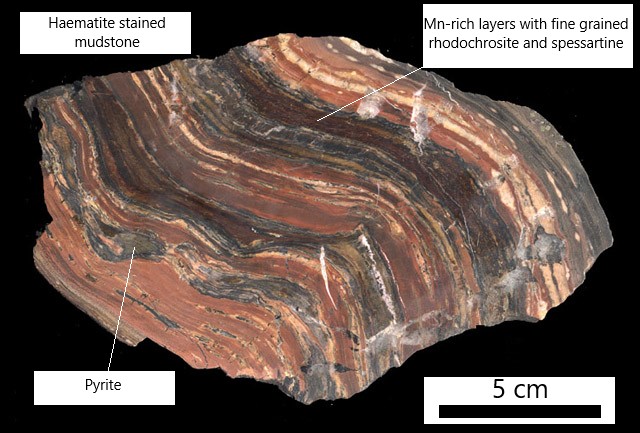 Haematite stained
mudstone
Mn-rich layers with fine grained
rhodochrosite and spessartine
Pyrite
5 cm